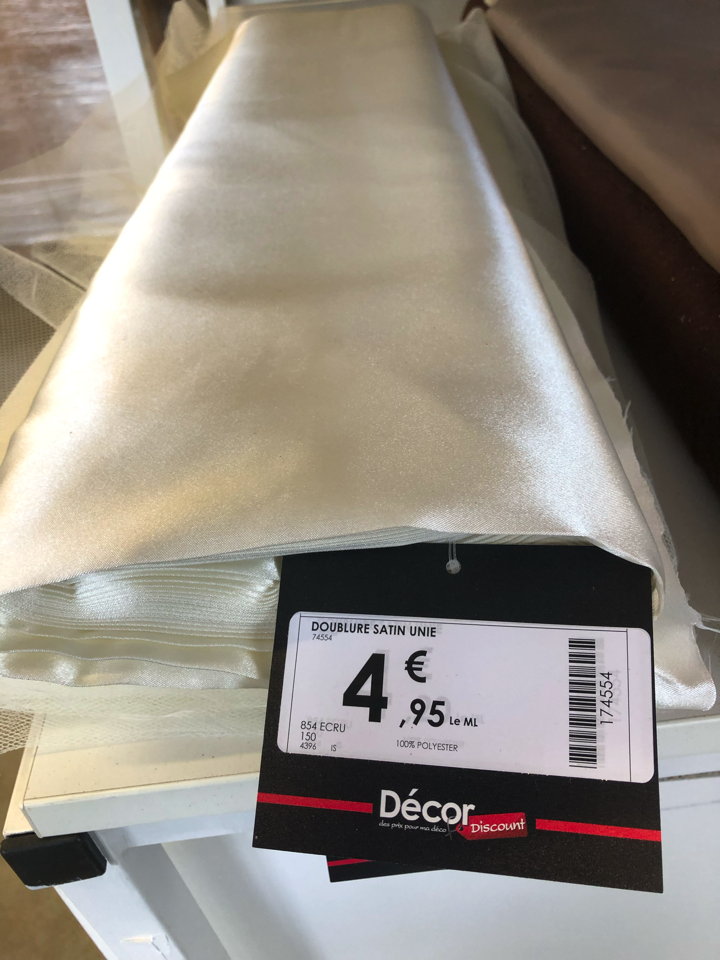 DOUBLURE SATIN UNIE
74554
4€,95 Le ML
854 ECRU
150
4396 IS
100% POLYESTER
174554
Décor
des prix pour ma déco
Discount